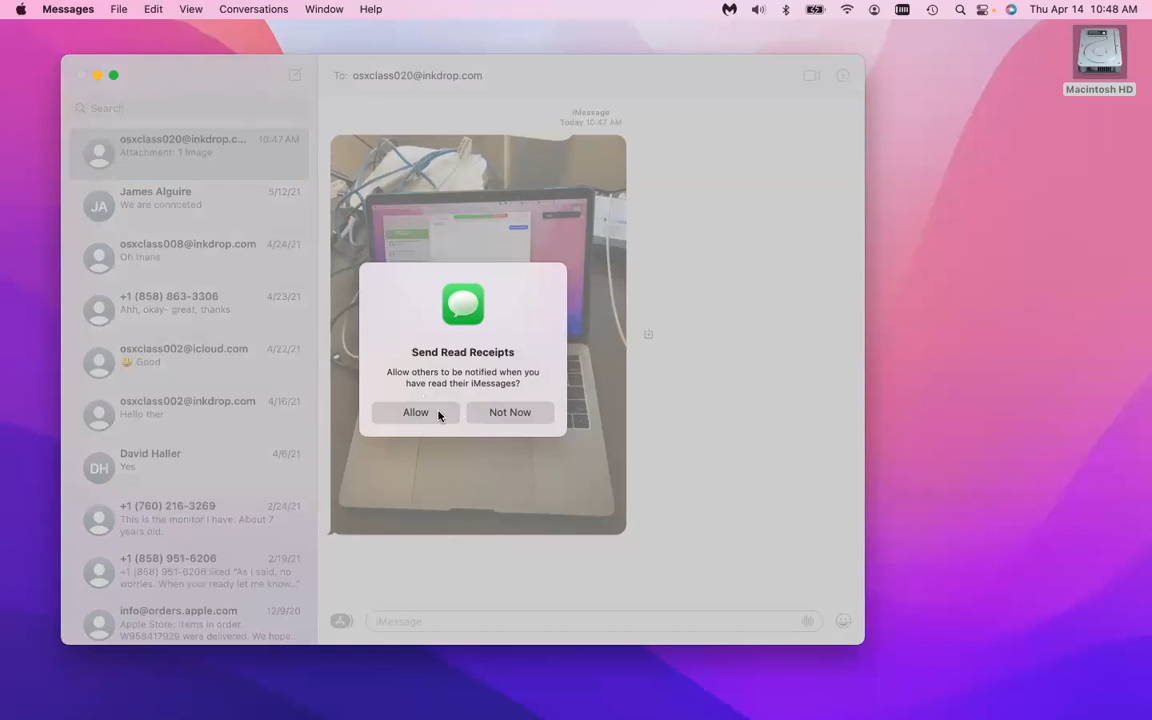 Messages File Edit View Conversations Window Help Thu Apr 14 10:48 AM
Macintosh HD
To: osxclass020@inkdrop.com
Search
iMessage
Today 10:47 AM
osxclass020@inkdrop.c... 10:47 AM
Attachment: 1 Image
James Alguire 5/12/21
JA
We are connceted
osxclass008@inkdrop.com 4/24/21
Oh thans
+1 (858) 863-3306 4/23/21
Ahh, okay- great, thanks
osxclass002@icloud.com 4/22/21
😀 Good
osxclass002@inkdrop.com 4/16/21
Hello ther
David Haller 4/6/21
DH
Yes
+1 (760) 216-3269 2/24/21
This is the monitor I have. About 7
years old.
+1 (858) 951-6206 2/19/21
+1 (858) 951-6206 liked “As I said, no
worries. When your ready let me know...”
info@orders.apple.com 12/9/20
Apple Store: Items in order
W958417929 were delivered. We hope
Send Read Receipts
Allow others to be notified when you
have read their iMessages?
Allow Not Now
iMessage